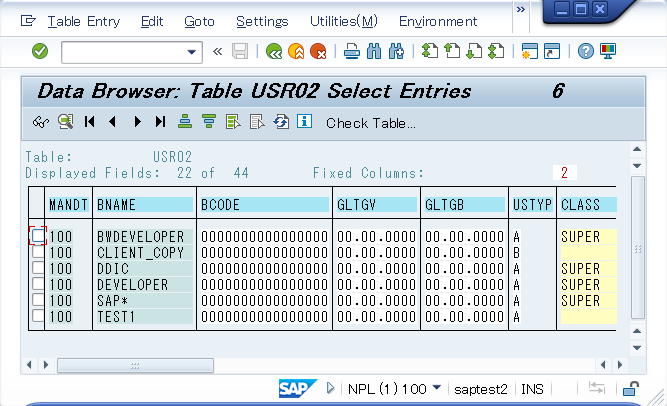 Table Entry Edit Goto Settings Utilities(M) Environment »
«
Data Browser: Table USR02 Select Entries 6
Check Table...
Table: USR02
Displayed Fields: 22 of 44 Fixed Columns: 2
MANDT BNAME BCODE GLTGV GLTGB USTYP CLASS
100 BWDEVELOPER 0000000000000000 00.00.0000 00.00.0000 A SUPER
100 CLIENT_COPY 0000000000000000 00.00.0000 00.00.0000 B
100 DDIC 0000000000000000 00.00.0000 00.00.0000 A SUPER
100 DEVELOPER 0000000000000000 00.00.0000 00.00.0000 A SUPER
100 SAP* 0000000000000000 00.00.0000 00.00.0000 A SUPER
100 TEST1 0000000000000000 00.00.0000 00.00.0000 A
SAP NPL (1) 100 saptest2 INS